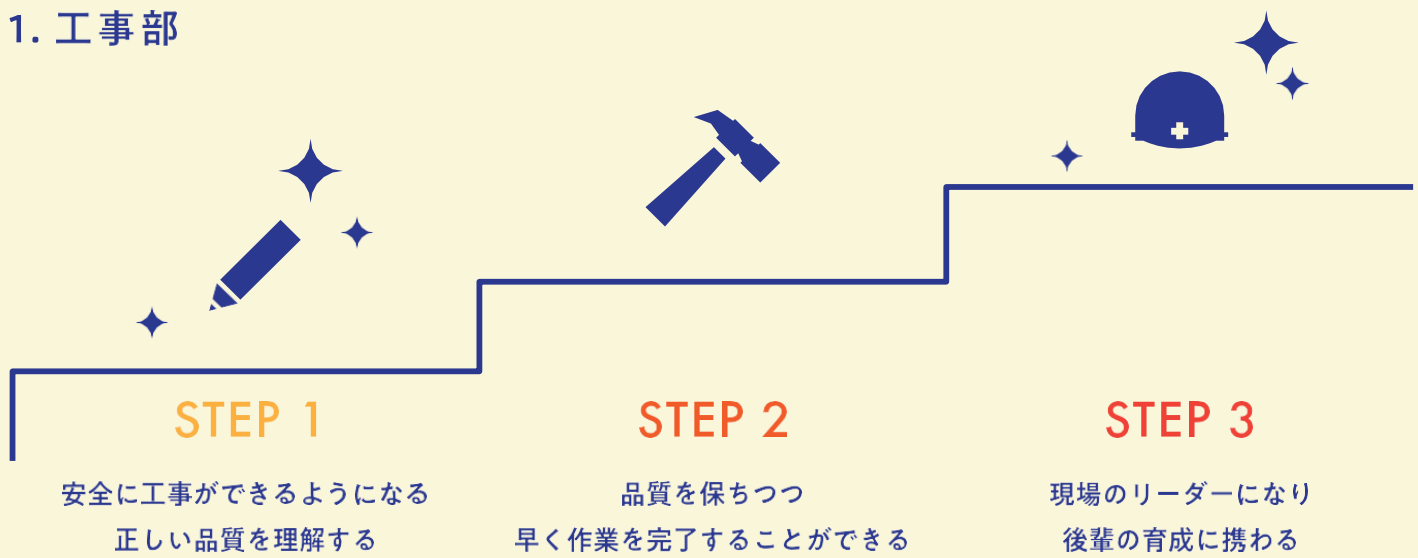 1. 工事部
STEP 1
安全に工事ができるようになる
正しい品質を理解する
STEP 2
品質を保ちつつ
早く作業を完了することができる
STEP 3
現場のリーダーになり
後輩の育成に携わる